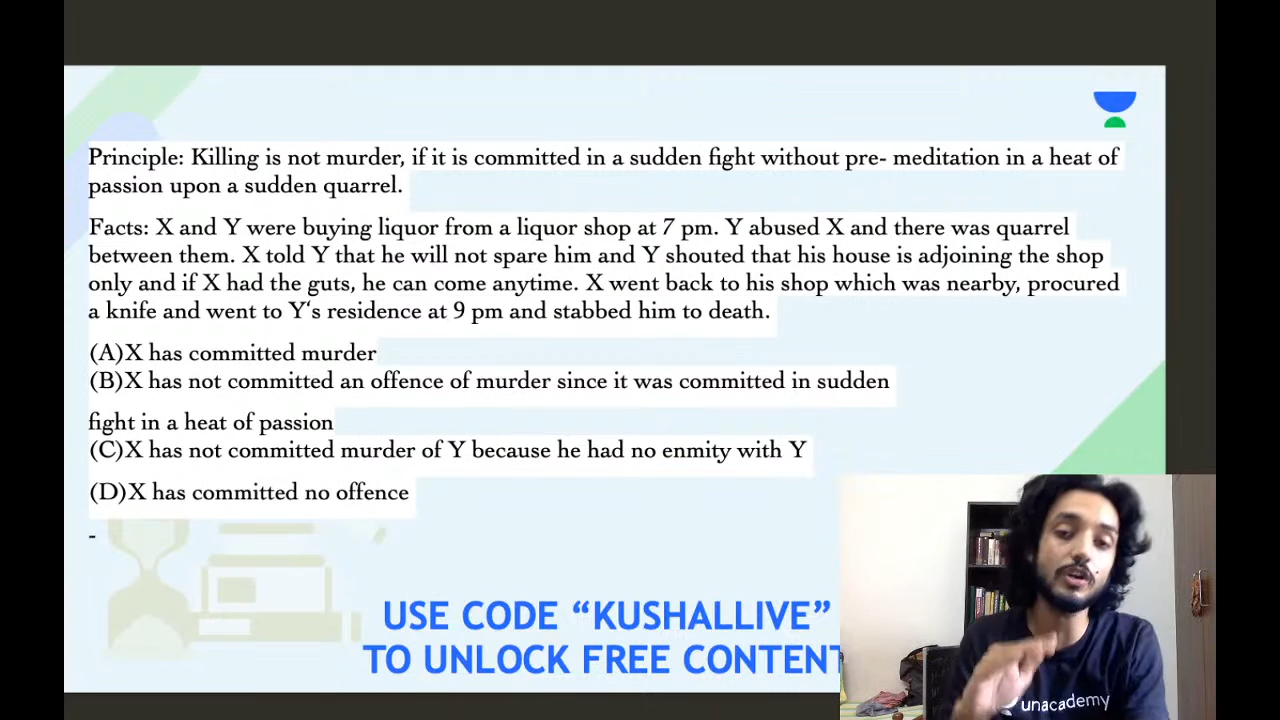 Principle: Killing is not murder, if it is committed in a sudden fight without pre- meditation in a heat of
passion upon a sudden quarrel.
Facts: X and Y were buying liquor from a liquor shop at 7 pm. Y abused X and there was quarrel
between them. X told Y that he will not spare him and Y shouted that his house is adjoining the shop
only and if X had the guts, he can come anytime. X went back to his shop which was nearby, procured
a knife and went to Y‘s residence at 9 pm and stabbed him to death.
(A)X has committed murder
(B)X has not committed an offence of murder since it was committed in sudden
fight in a heat of passion
(C)X has not committed murder of Y because he had no enmity with Y
(D)X has committed no offence
-
USE CODE “KUSHALLIVE”
TO UNLOCK FREE CONTENT
unacademy